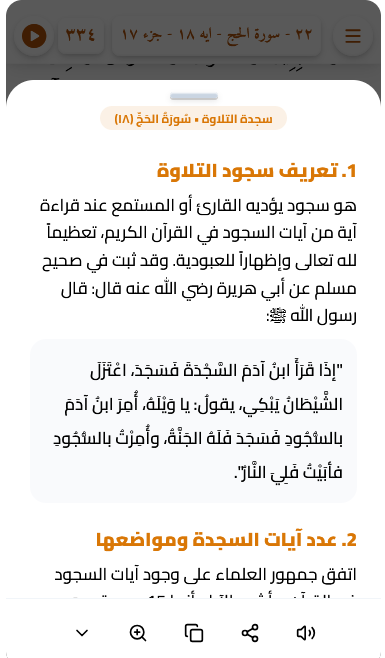 ٢٢ - سورة الحج - ايه ١٨ - جزء ١٧
٣٣٤
سجدة التلاوة • سُورَةُ الحَجِّ (١٨)
1. تعريف سجود التلاوة
هو سجود يؤديه القارئ أو المستمع عند قراءة
آية من آيات السجود في القرآن الكريم، تعظيماً
لله تعالى وإظهاراً للعبودية. وقد ثبت في صحيح
مسلم عن أبي هريرة رضي الله عنه قال: قال
رسول الله ﷺ:
"إذَا قَرَأَ ابنُ آدَمَ السَّجْدَةَ فَسَجَدَ، اعْتَزَلَ
الشَّيْطَانُ يَبْكِي، يقولُ: يا وَيْلَهُ، أُمِرَ ابنُ آدَمَ
بالسُّجُودِ فَسَجَدَ فَلَهُ الجَنَّةُ، وأُمِرْتُ بالسُّجُودِ
فأبَيْتُ فَلِيَ النَّارُ".
2. عدد آيات السجدة ومواضعها
اتفق جمهور العلماء على وجود آيات السجود